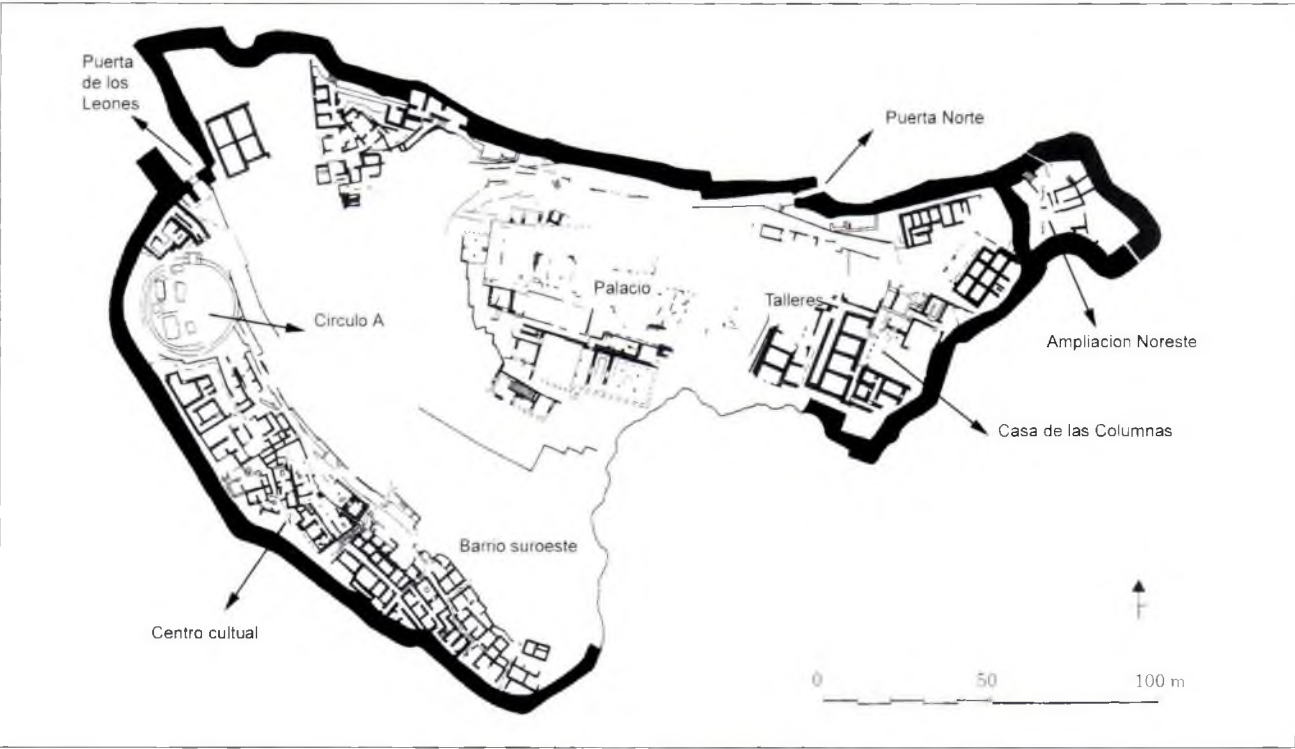 Puerta
de los
Leones
Puerta Norte
Palacio
Talleres
Circulo A
Ampliacion Noreste
Casa de las Columnas
Barrio suroeste
Centro cultual
0 50 100 m